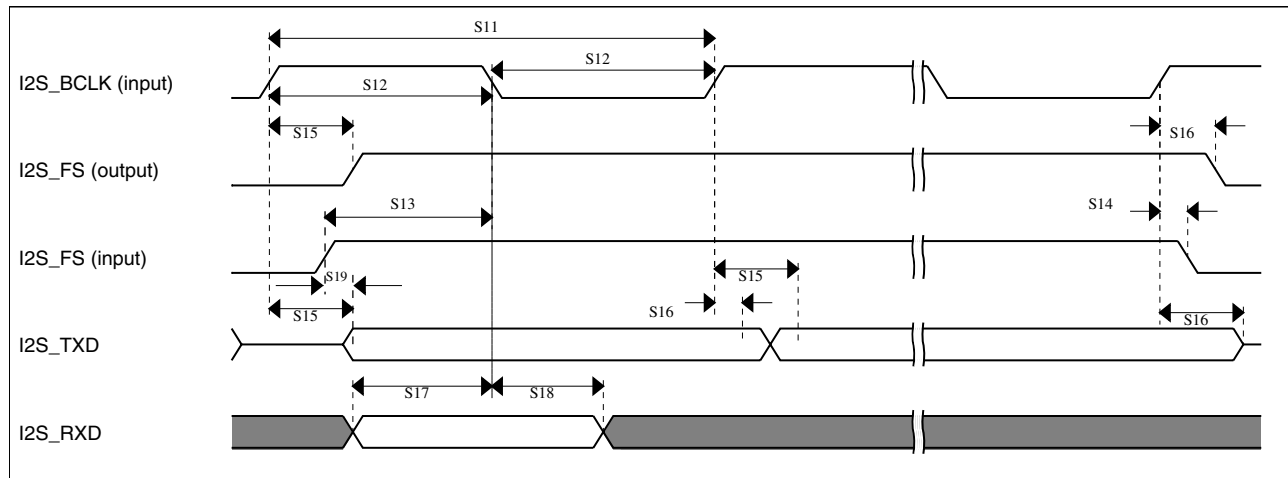 S11
I2S_BCLK (input)
S12
S12
S15
S16
I2S_FS (output)
S13
S14
I2S_FS (input)
S19
S15
S15
S16
S16
I2S_TXD
S17
S18
I2S_RXD